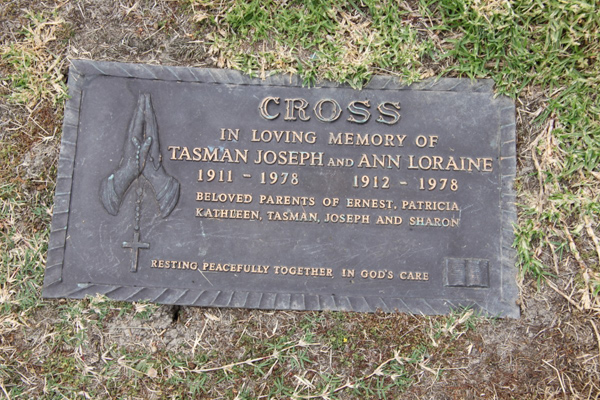 CROSS
IN LOVING MEMORY OF
TASMAN JOSEPH AND ANN LORAINE
1911 - 1978 1912 - 1978
BELOVED PARENTS OF ERNEST, PATRICIA
KATHLEEN, TASMAN, JOSEPH AND SHARON
RESTING PEACEFULLY TOGETHER IN GOD'S CARE